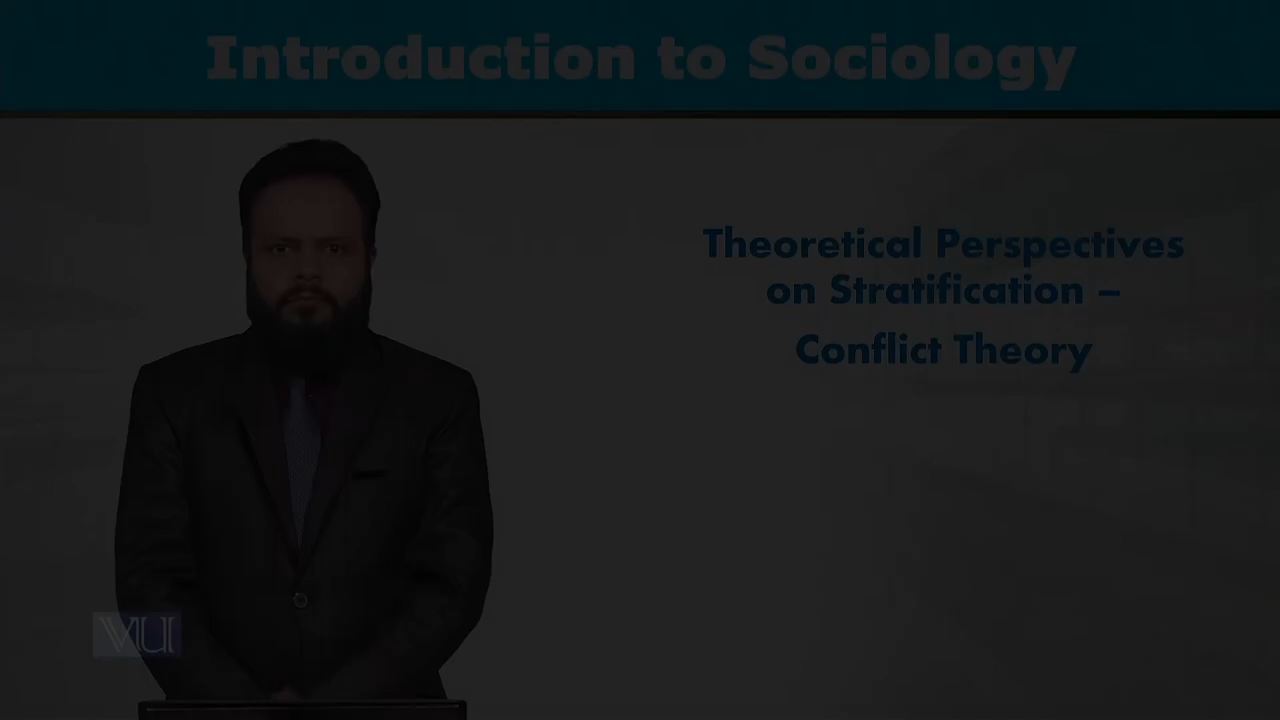 Introduction to Sociology
Theoretical Perspectives
on Stratification –
Conflict Theory
VU